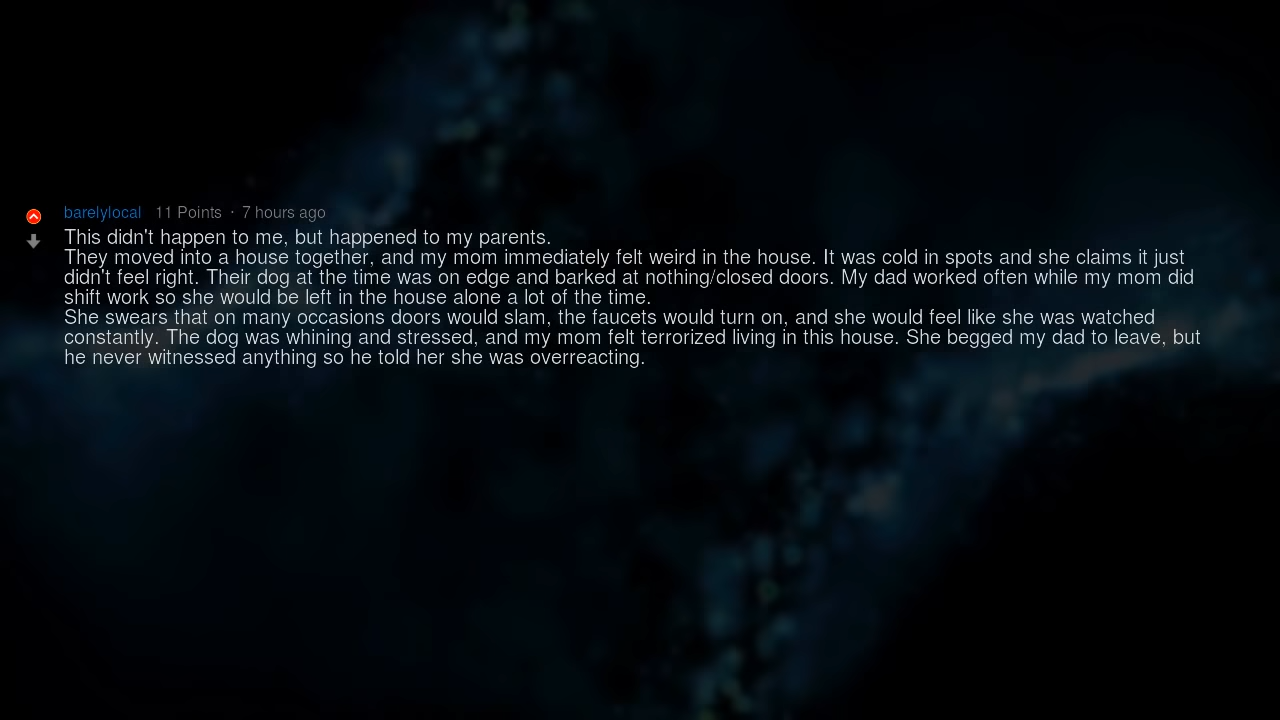 barelylocal 11 Points · 7 hours ago
This didn't happen to me, but happened to my parents.
They moved into a house together, and my mom immediately felt weird in the house. It was cold in spots and she claims it just
didn't feel right. Their dog at the time was on edge and barked at nothing/closed doors. My dad worked often while my mom did
shift work so she would be left in the house alone a lot of the time.
She swears that on many occasions doors would slam, the faucets would turn on, and she would feel like she was watched
constantly. The dog was whining and stressed, and my mom felt terrorized living in this house. She begged my dad to leave, but
he never witnessed anything so he told her she was overreacting.